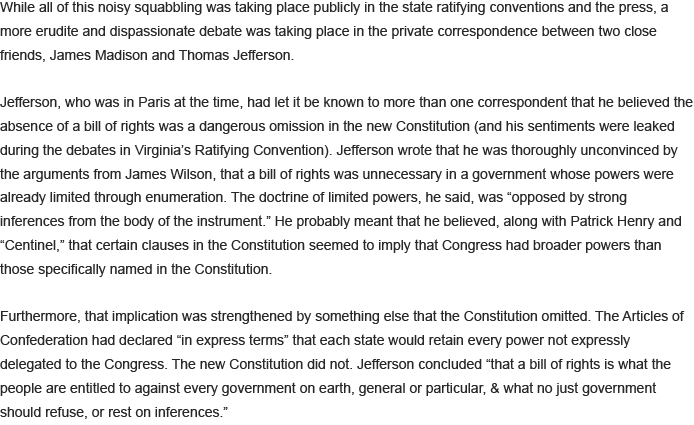 While all of this noisy squabbling was taking place publicly in the state ratifying conventions and the press, a
more erudite and dispassionate debate was taking place in the private correspondence between two close
friends, James Madison and Thomas Jefferson.
Jefferson, who was in Paris at the time, had let it be known to more than one correspondent that he believed the
absence of a bill of rights was a dangerous omission in the new Constitution (and his sentiments were leaked
during the debates in Virginia’s Ratifying Convention). Jefferson wrote that he was thoroughly unconvinced by
the arguments from James Wilson, that a bill of rights was unnecessary in a government whose powers were
already limited through enumeration. The doctrine of limited powers, he said, was “opposed by strong
inferences from the body of the instrument.” He probably meant that he believed, along with Patrick Henry and
“Centinel,” that certain clauses in the Constitution seemed to imply that Congress had broader powers than
those specifically named in the Constitution.
Furthermore, that implication was strengthened by something else that the Constitution omitted. The Articles of
Confederation had declared “in express terms” that each state would retain every power not expressly
delegated to the Congress. The new Constitution did not. Jefferson concluded “that a bill of rights is what the
people are entitled to against every government on earth, general or particular, & what no just government
should refuse, or rest on inferences.”